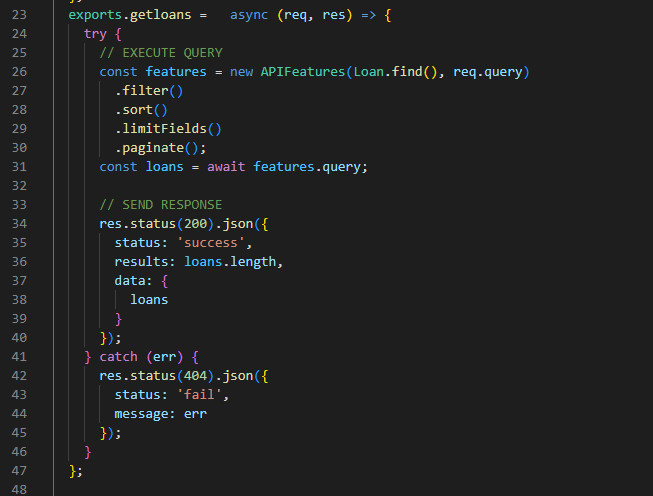 23 exports.getloans =   async (req, res) => {
24   try {
25     // EXECUTE QUERY
26     const features = new APIFeatures(Loan.find(), req.query)
27       .filter()
28       .sort()
29       .limitFields()
30       .paginate();
31     const loans = await features.query;
32
33     // SEND RESPONSE
34     res.status(200).json({
35       status: 'success',
36       results: loans.length,
37       data: {
38         loans
39       }
40     });
41   } catch (err) {
42     res.status(404).json({
43       status: 'fail',
44       message: err
45     });
46   }
47 };
48